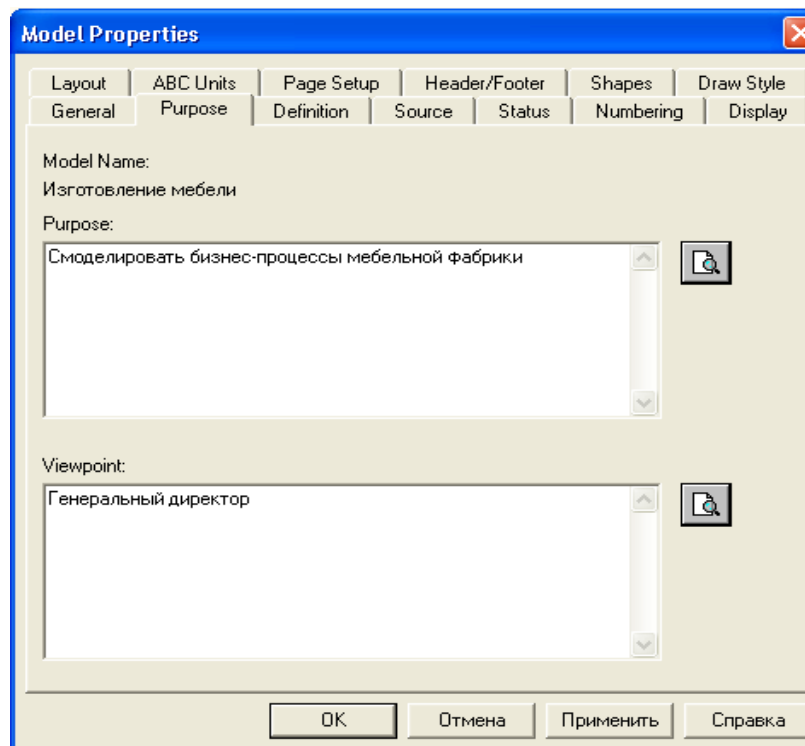 Model Properties
Layout ABC Units Page Setup Header/Footer Shapes Draw Style
General Purpose Definition Source Status Numbering Display
Model Name:
Изготовление мебели
Purpose:
Смоделировать бизнес-процессы мебельной фабрики
Viewpoint:
Генеральный директор
OK Отмена Применить Справка